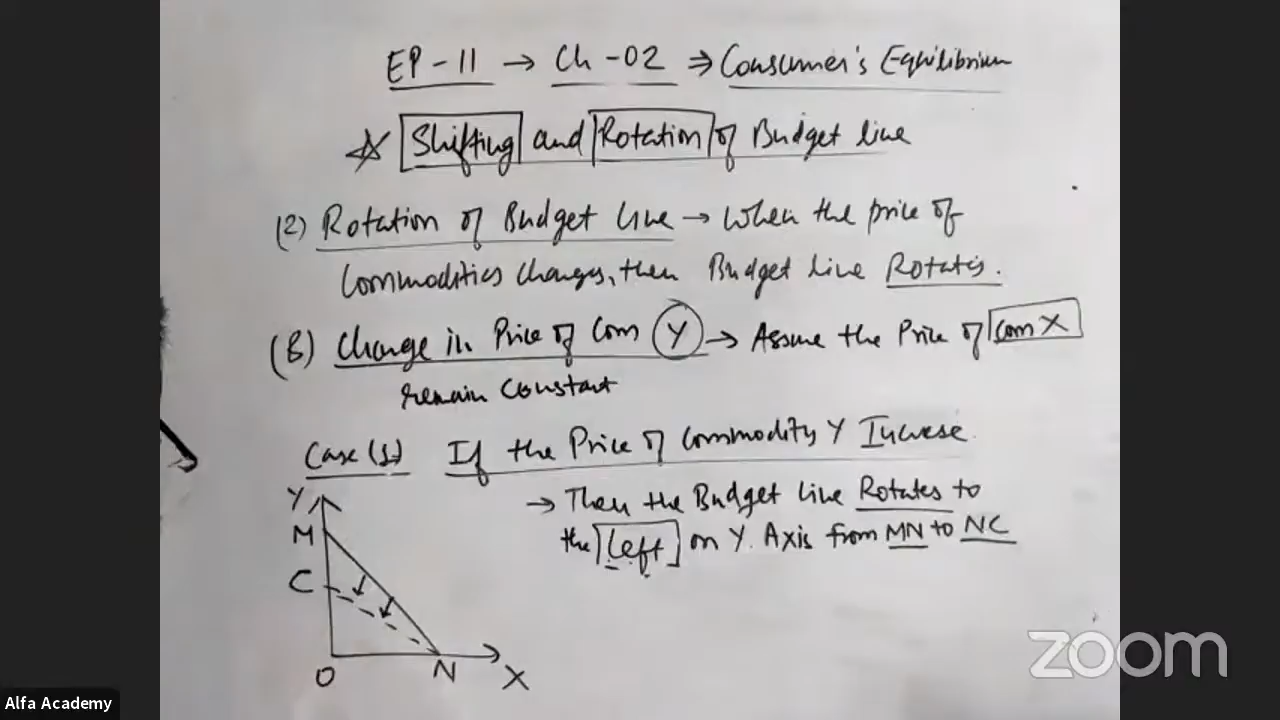 EP-11 → Ch-02 ⇒ Consumer's Equilibrium
☆ Shifting and Rotation of Budget line
(2) Rotation of Budget line → When the price of
Commodities changes, then Budget line Rotates.
(B) Change in Price of Com Y → Assume the Price of Com X
remain constant
Case (1) If the Price of Commodity Y Increse
→ Then the Budget line Rotates to
the left on Y. Axis from MN to NC
Y
M
C
O
N
X
zoom
Alfa Academy